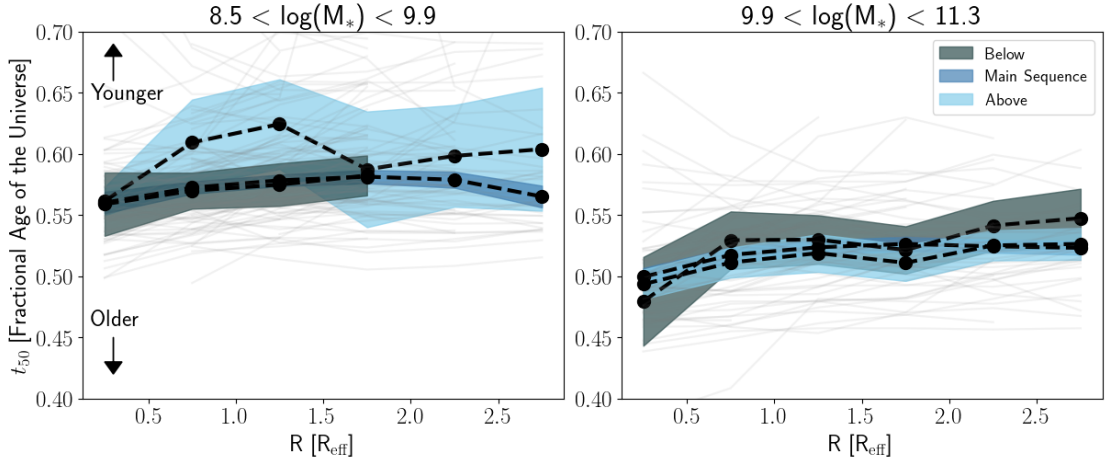 8.5 < log(M*) < 9.9
9.9 < log(M*) < 11.3
t50 [Fractional Age of the Universe]
0.70
0.65
0.60
0.55
0.50
0.45
0.40
Younger
Older
0.5 1.0 1.5 2.0 2.5
R [Reff]
0.70
0.65
0.60
0.55
0.50
0.45
0.40
Below
Main Sequence
Above
0.5 1.0 1.5 2.0 2.5
R [Reff]